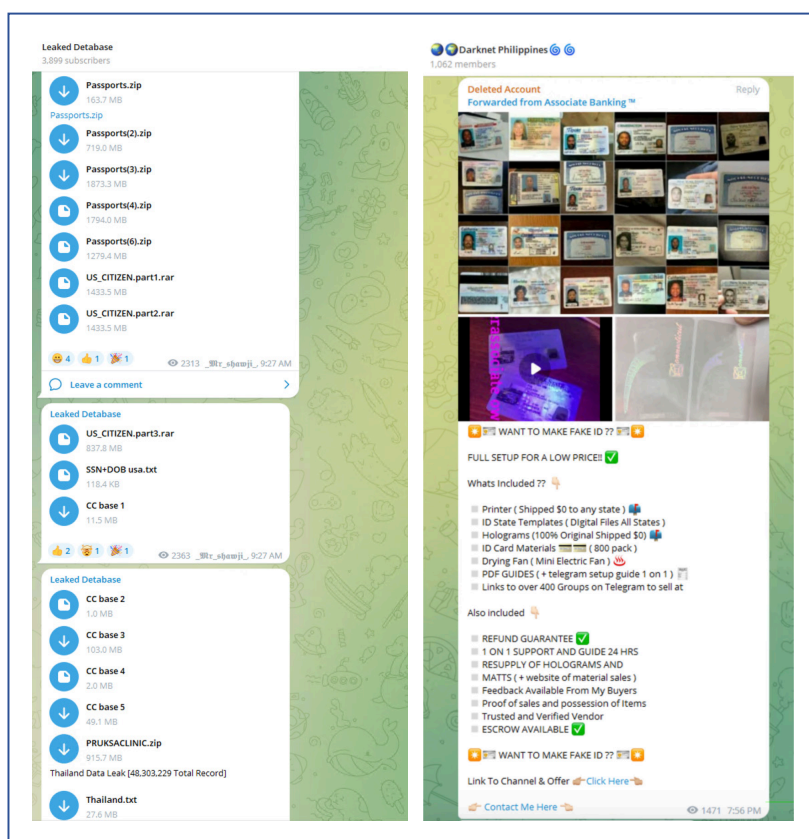 Leaked Detabase
3,899 subscribers
Passports.zip
163.7 MB
Passports.zip
Passports(2).zip
719.0 MB
Passports(3).zip
1873.3 MB
Passports(4).zip
1794.0 MB
Passports(6).zip
1279.4 MB
US_CITIZEN.part1.rar
1433.5 MB
US_CITIZEN.part2.rar
1433.5 MB
4 1 1 2313 _𝕸𝖗_𝖘𝖍𝖆𝖜𝖏𝖎_, 9:27 AM
Leave a comment
Leaked Detabase
US_CITIZEN.part3.rar
837.8 MB
SSN+DOB usa.txt
118.4 KB
CC base 1
11.5 MB
2 1 1 2363 _𝕸𝖗_𝖘𝖍𝖆𝖜𝖏𝖎_, 9:27 AM
Leaked Detabase
CC base 2
1.0 MB
CC base 3
103.0 MB
CC base 4
2.0 MB
CC base 5
49.1 MB
PRUKSACLINIC.zip
915.7 MB
Thailand Data Leak [48,303,229 Total Record]
Thailand.txt
27.6 MB
🌏🌍Darknet Philippines🌀 🌀
1,062 members
Deleted Account Reply
Forwarded from Associate Banking ™
WANT TO MAKE FAKE ID ??
FULL SETUP FOR A LOW PRICE!! ✅
Whats Included ?? 👇🏻
Printer ( Shipped $0 to any state ) 📫
ID State Templates ( Digital Files All States )
Holograms (100% Original Shipped $0) 📫
ID Card Materials 💳💳 ( 800 pack )
Drying Fan ( Mini Electric Fan ) ♨️
PDF GUIDES ( + telegram setup guide 1 on 1 )
Links to over 400 Groups on Telegram to sell at
Also included 👇🏻
REFUND GUARANTEE ✅
1 ON 1 SUPPORT AND GUIDE 24 HRS
RESUPPLY OF HOLOGRAMS AND
MATTS ( + website of material sales )
Feedback Available From My Buyers
Proof of sales and possession of Items
Trusted and Verified Vendor
ESCROW AVAILABLE ✅
WANT TO MAKE FAKE ID ??
Link To Channel & Offer 👉🏼Click Here👈🏼
👉🏼 Contact Me Here 👈🏼
1471 7:56 PM